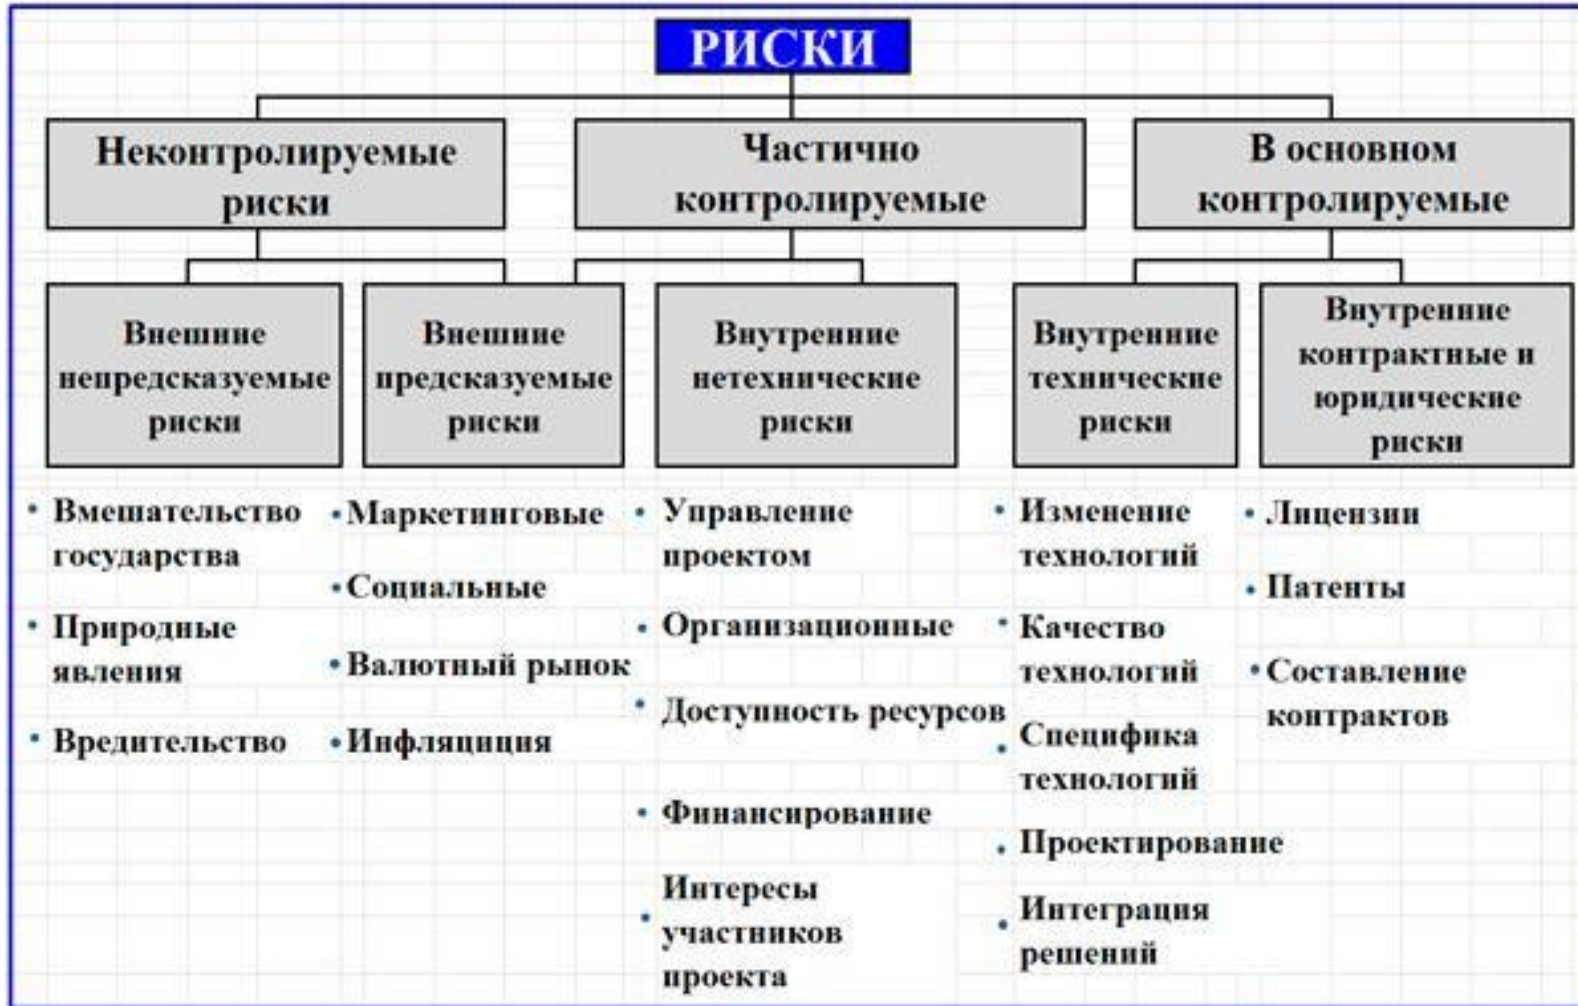 РИСКИ
Неконтролируемые
риски
Частично
контролируемые
В основном
контролируемые
Внешние
непредсказуемые
риски
Внешние
предсказуемые
риски
Внутренние
нетехнические
риски
Внутренние
технические
риски
Внутренние
контрактные и
юридические
риски
• Вмешательство
государства
• Природные
явления
• Вредительство
• Маркетинговые
• Социальные
• Валютный рынок
• Инфляциция
• Управление
проектом
• Организационные
• Доступность ресурсов
• Финансирование
• Интересы
участников
проекта
• Изменение
технологий
• Качество
технологий
• Специфика
технологий
• Проектирование
• Интеграция
решений
• Лицензии
• Патенты
• Составление
контрактов